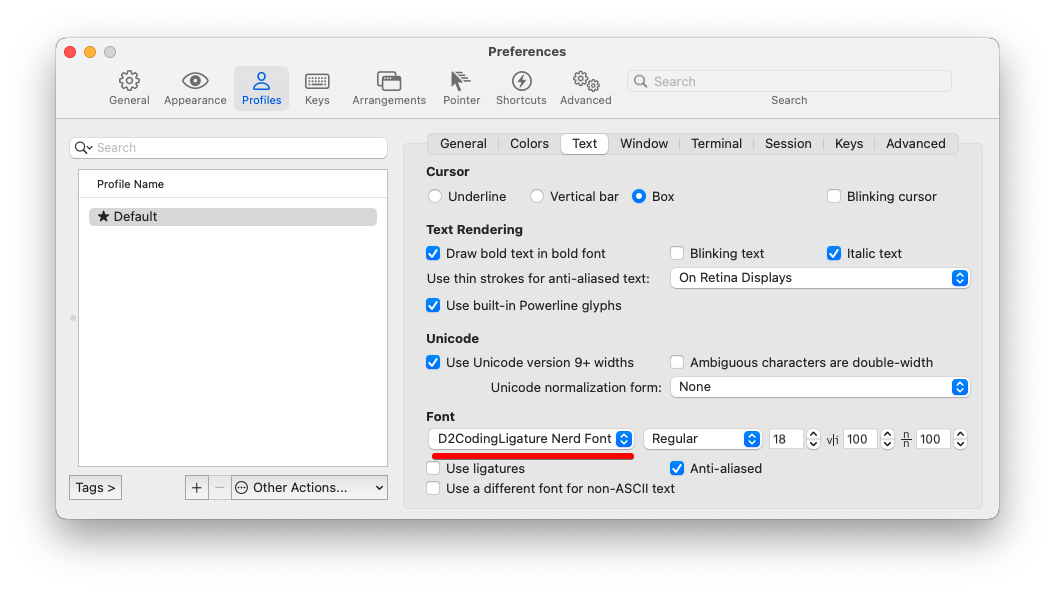 Preferences
General Appearance Profiles Keys Arrangements Pointer Shortcuts Advanced Search
Search
Search
Profile Name
★ Default
Tags > + − Other Actions...
General Colors Text Window Terminal Session Keys Advanced
Cursor
Underline Vertical bar Box Blinking cursor
Text Rendering
Draw bold text in bold font Blinking text Italic text
Use thin strokes for anti-aliased text: On Retina Displays
Use built-in Powerline glyphs
Unicode
Use Unicode version 9+ widths Ambiguous characters are double-width
Unicode normalization form: None
Font
D2CodingLigature Nerd Font Regular 18 v|i 100 n/n 100
Use ligatures Anti-aliased
Use a different font for non-ASCII text